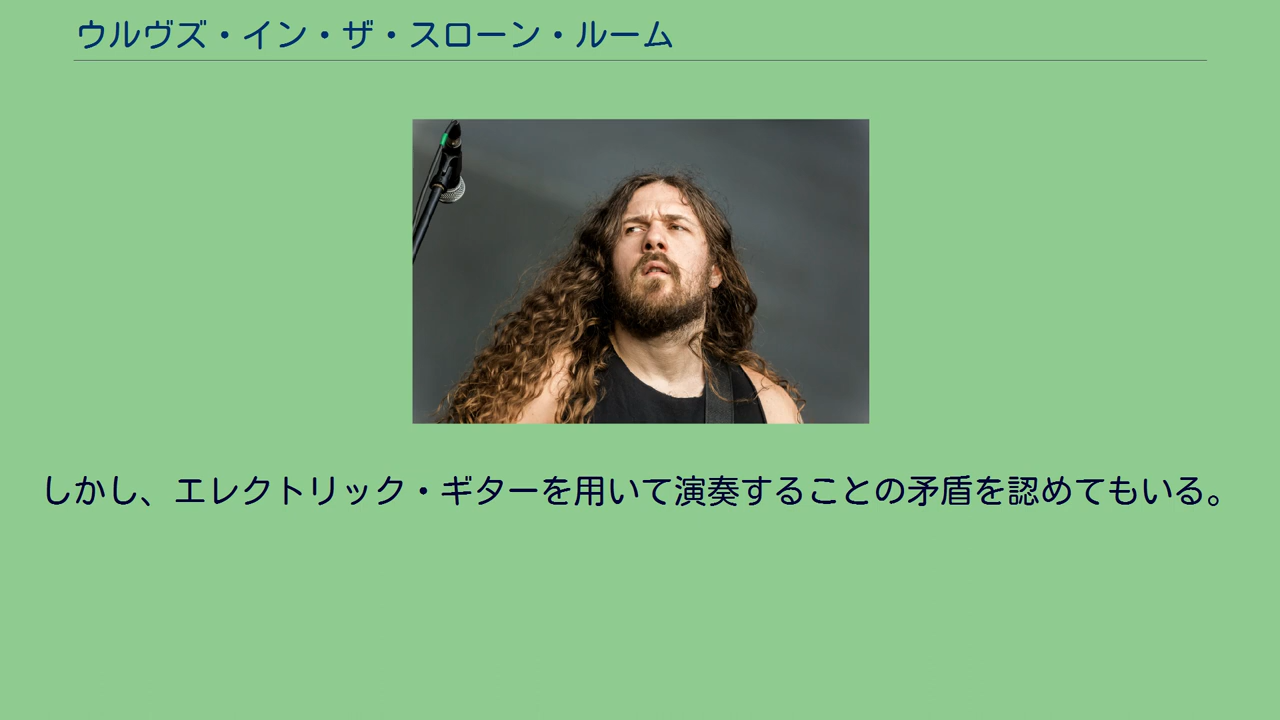 ウルヴズ・イン・ザ・スローン・ルーム
しかし、エレクトリック・ギターを用いて演奏することの矛盾を認めてもいる。